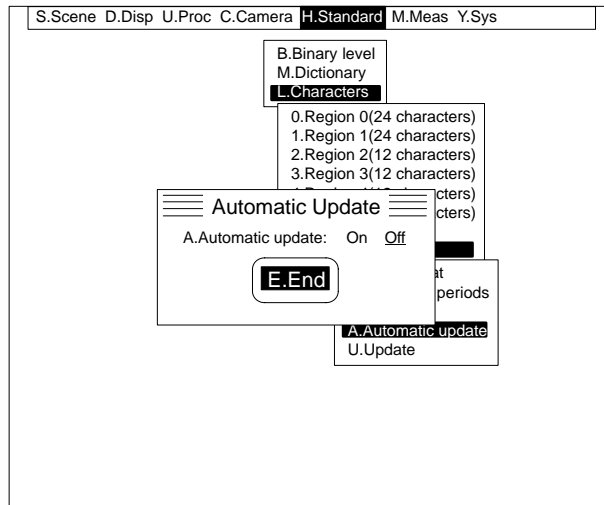 S.Scene D.Disp U.Proc C.Camera H.Standard M.Meas Y.Sys
B.Binary level
M.Dictionary
L.Characters
0.Region 0(24 characters)
1.Region 1(24 characters)
2.Region 2(12 characters)
3.Region 3(12 characters)
Automatic Update
A.Automatic update: On Off
E.End
periods
A.Automatic update
U.Update